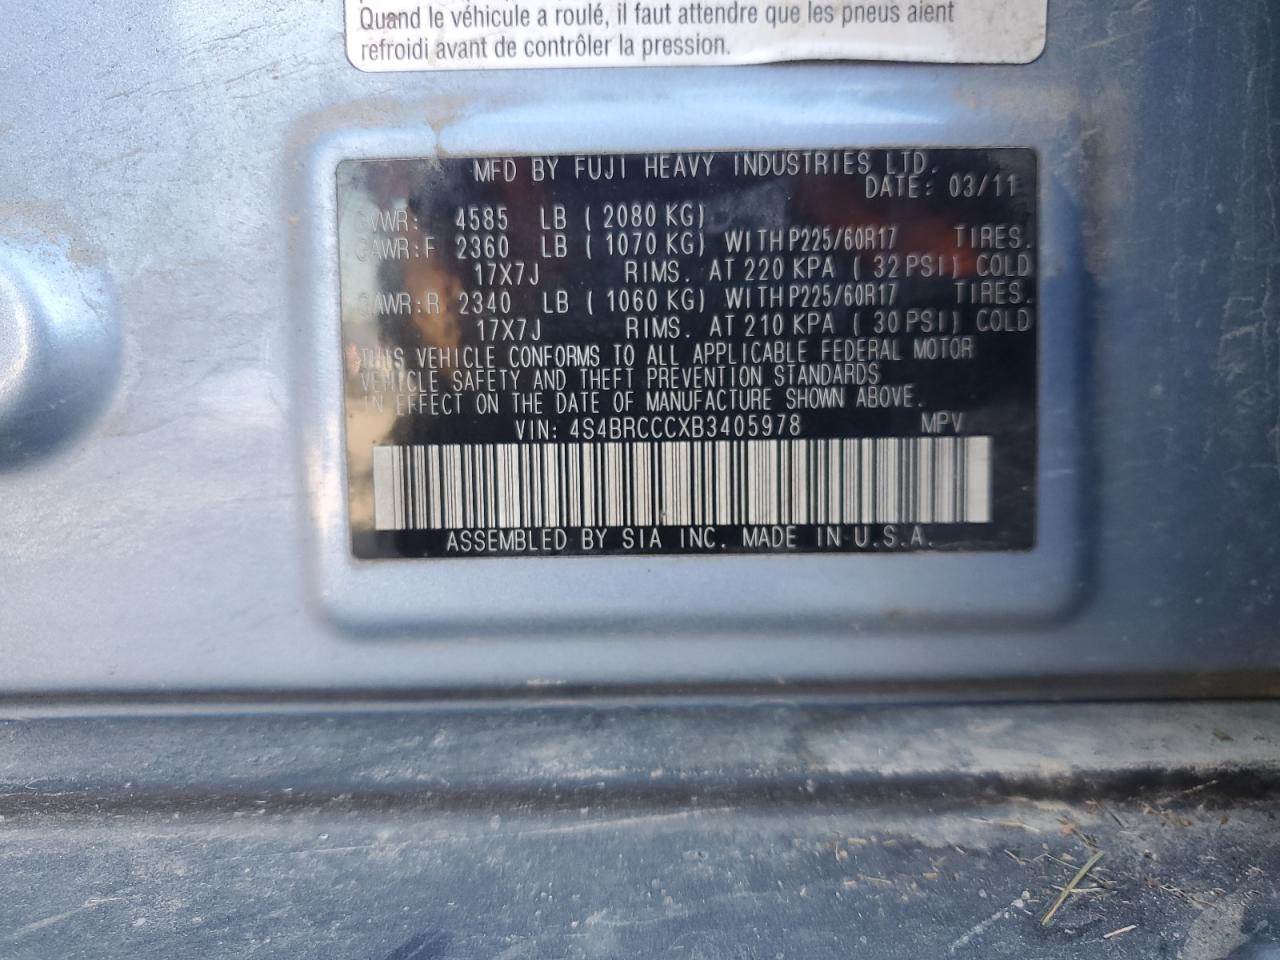 Quand le véhicule a roulé, il faut attendre que les pneus aient
refroidi avant de contrôler la pression.
MFD BY FUJI HEAVY INDUSTRIES LTD.
DATE: 03/11
GVWR: 4585 LB (2080 KG)
GAWR:F 2360 LB (1070 KG) WITH P225/60R17 TIRES.
17X7J RIMS. AT 220 KPA (32 PSI) COLD
GAWR:R 2340 LB (1060 KG) WITH P225/60R17 TIRES.
17X7J RIMS. AT 210 KPA (30 PSI) COLD
THIS VEHICLE CONFORMS TO ALL APPLICABLE FEDERAL MOTOR
VEHICLE SAFETY AND THEFT PREVENTION STANDARDS
IN EFFECT ON THE DATE OF MANUFACTURE SHOWN ABOVE.
VIN: 4S4BRCCCXB3405978 MPV
ASSEMBLED BY SIA INC. MADE IN U.S.A.